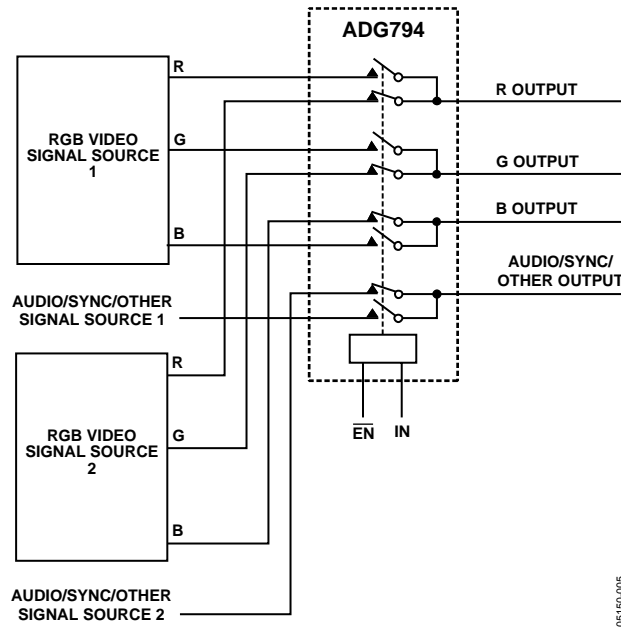 ADG794
R
R OUTPUT
RGB VIDEO
SIGNAL SOURCE
1
G
G OUTPUT
B OUTPUT
B
AUDIO/SYNC/
OTHER OUTPUT
AUDIO/SYNC/OTHER
SIGNAL SOURCE 1
R
RGB VIDEO
SIGNAL SOURCE
2
G
EN IN
B
AUDIO/SYNC/OTHER
SIGNAL SOURCE 2
05150-005